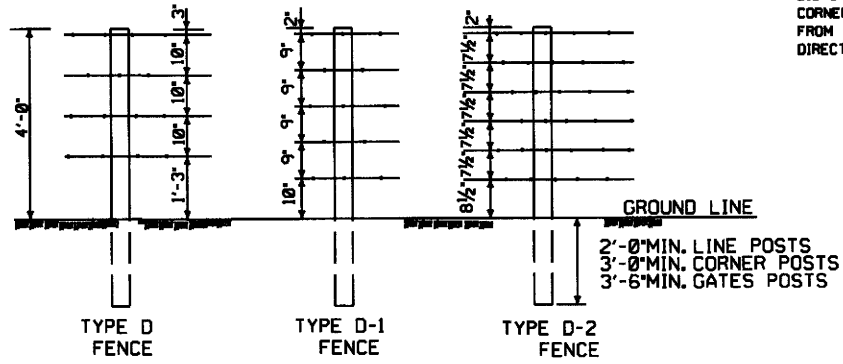 CORNER
FROM
DIRECT
4'-0"
3"
10"
10"
10"
1'-3"
2"
9"
9"
9"
9"
10"
2"
7½"
7½"
7½"
7½"
7½"
8½"
GROUND LINE
2'-0"MIN. LINE POSTS
3'-0"MIN. CORNER POSTS
3'-6"MIN. GATES POSTS
TYPE D
FENCE
TYPE D-1
FENCE
TYPE D-2
FENCE